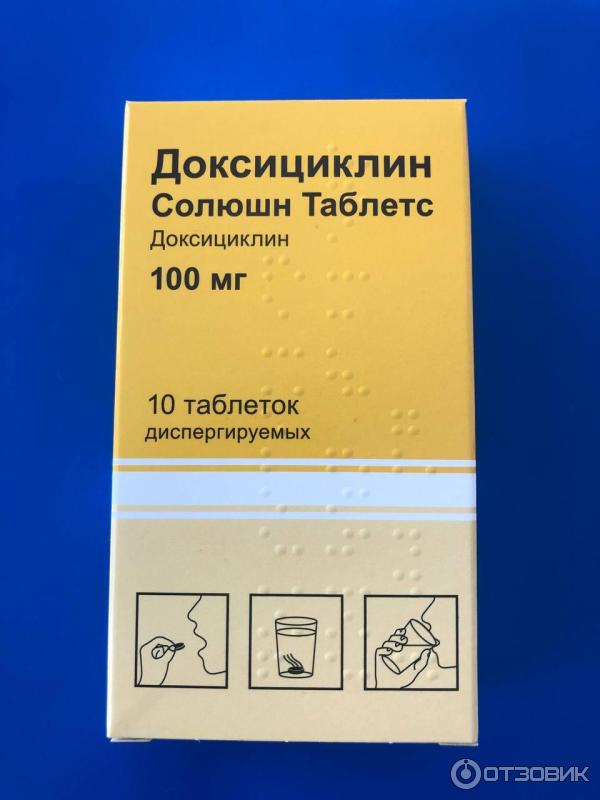 Доксициклин
Солюшн Таблетс
Доксициклин
100 мг
10 таблеток
диспергируемых
ОТЗОВИК